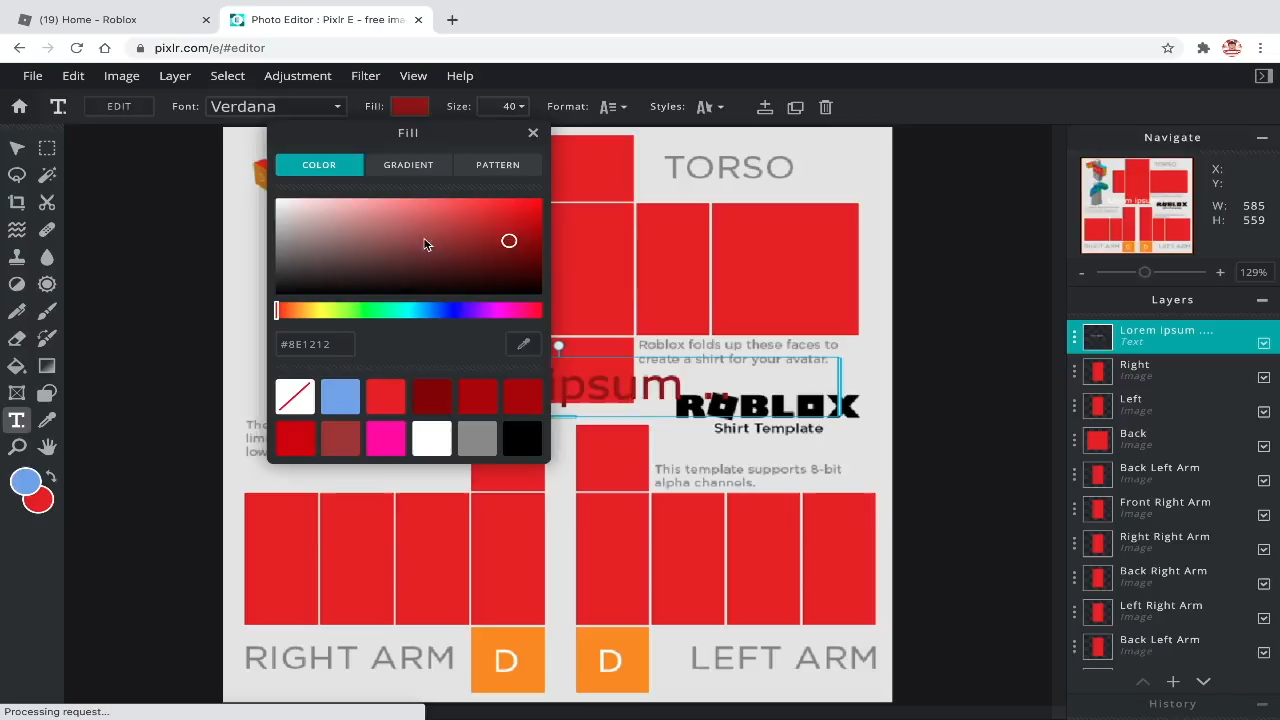 (19) Home - Roblox
Photo Editor : Pixlr E - free ima
pixlr.com/e/#editor
File Edit Image Layer Select Adjustment Filter View Help
T. EDIT Font: Verdana Fill: Size: 40 Format: Styles:
Fill
COLOR GRADIENT PATTERN
#8E1212
TORSO
Roblox folds up these faces to
create a shirt for your avatar.
ipsum ...
ROBLOX
Shirt Template
This template supports 8-bit
alpha channels.
RIGHT ARM D D LEFT ARM
Navigate
X:
Y:
W: 585
H: 559
- + 129%
Layers
Lorem Ipsum ....
Text
Right
Image
Left
Image
Back
Image
Back Left Arm
Image
Front Right Arm
Image
Right Right Arm
Image
Back Right Arm
Image
Left Right Arm
Image
Back Left Arm
Image
History
Processing request...